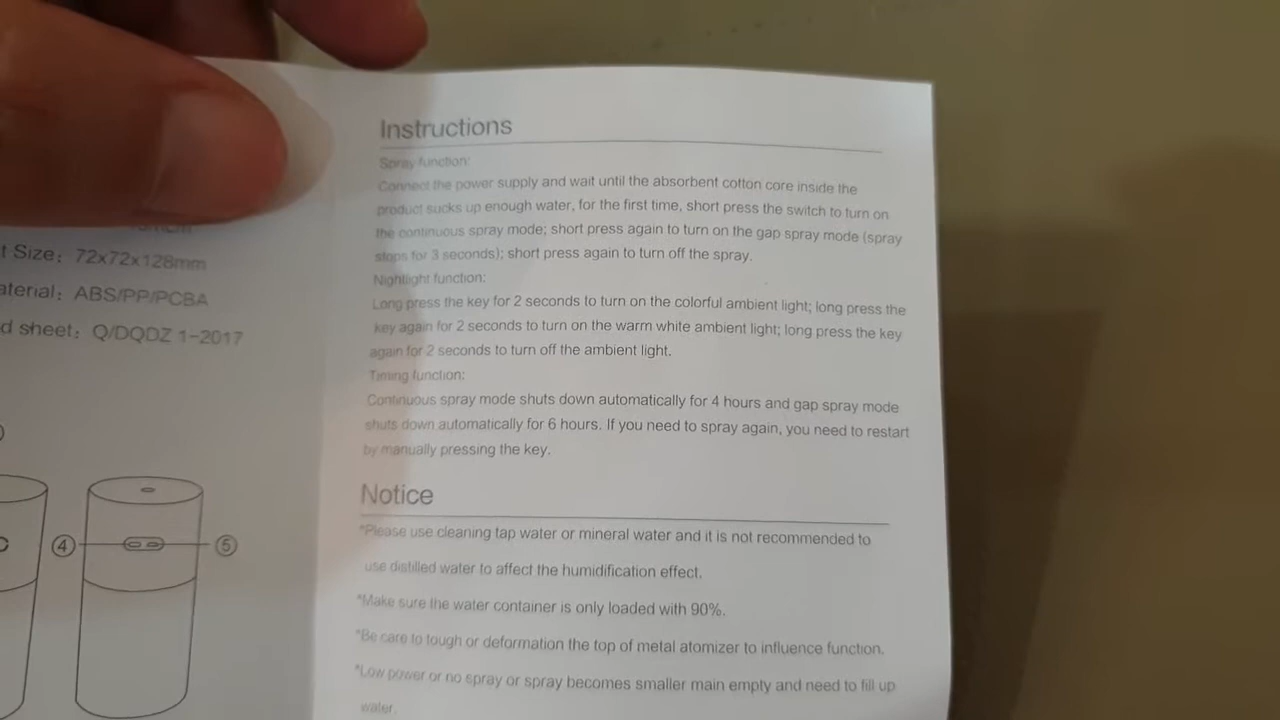 t Size: 72x72x128mm
aterial: ABS/PP/PCBA
d sheet: Q/DQDZ 1-2017
④
⑤
Instructions
Spray function:
Connect the power supply and wait until the absorbent cotton core inside the
product sucks up enough water, for the first time, short press the switch to turn on
the continuous spray mode; short press again to turn on the gap spray mode (spray
stops for 3 seconds); short press again to turn off the spray.
Nightlight function:
Long press the key for 2 seconds to turn on the colorful ambient light; long press the
key again for 2 seconds to turn on the warm white ambient light; long press the key
again for 2 seconds to turn off the ambient light.
Timing function:
Continuous spray mode shuts down automatically for 4 hours and gap spray mode
shuts down automatically for 6 hours. If you need to spray again, you need to restart
by manually pressing the key.
Notice
*Please use cleaning tap water or mineral water and it is not recommended to
use distilled water to affect the humidification effect.
*Make sure the water container is only loaded with 90%.
*Be care to tough or deformation the top of metal atomizer to influence function.
*Low power or no spray or spray becomes smaller main empty and need to fill up
water.